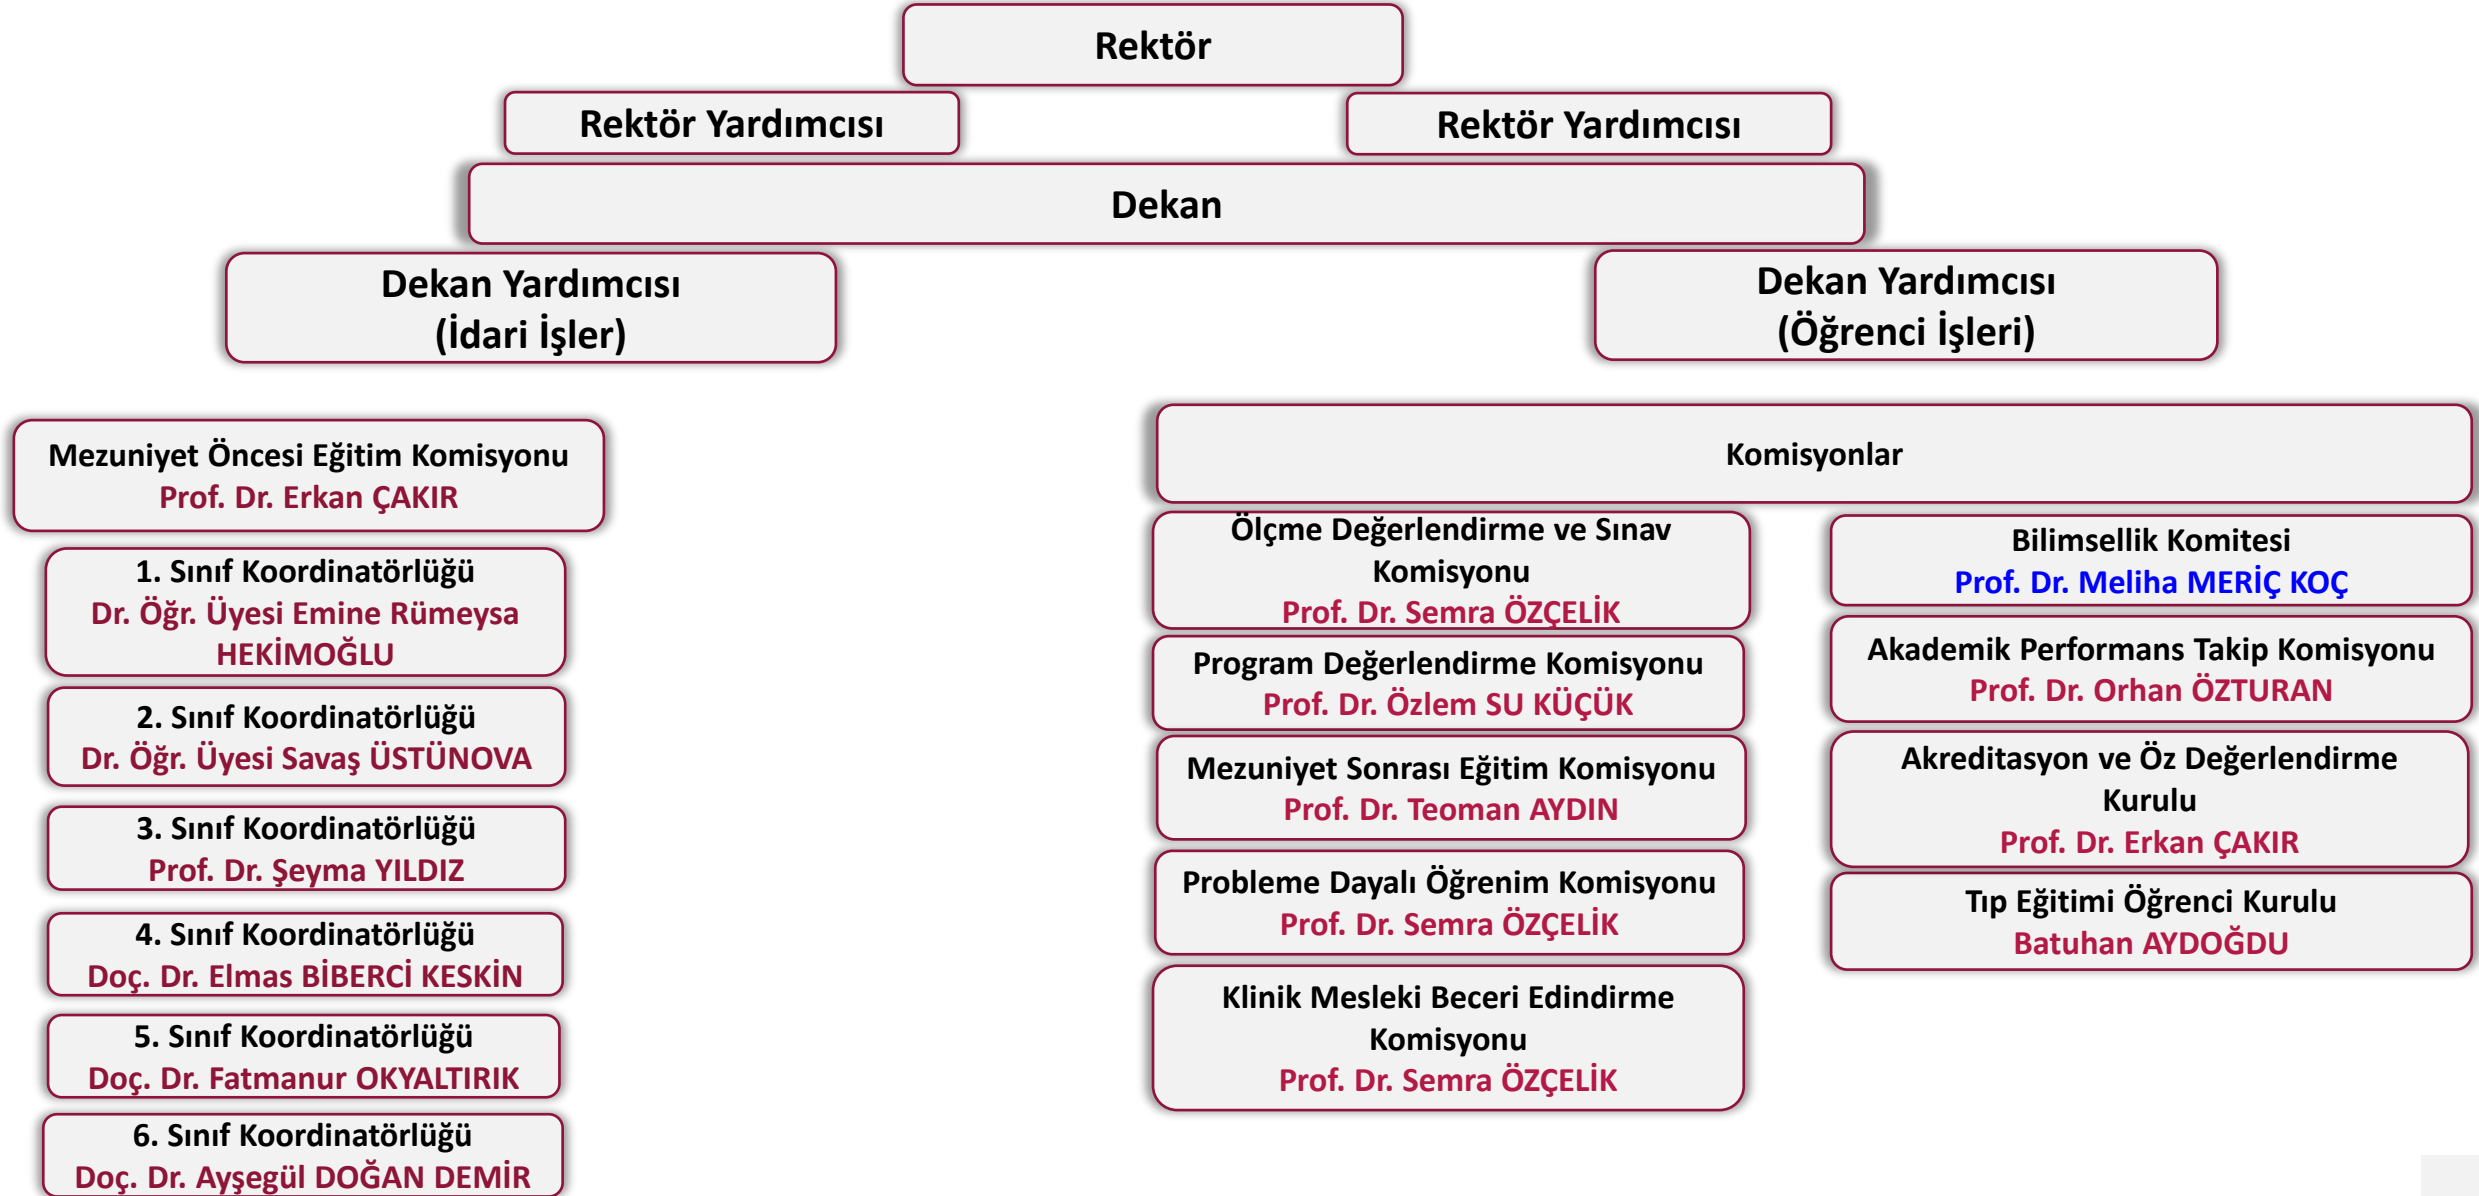 Rektör
Rektör Yardımcısı
Rektör Yardımcısı
Dekan
Dekan Yardımcısı
(İdari İşler)
Dekan Yardımcısı
(Öğrenci İşleri)
Mezuniyet Öncesi Eğitim Komisyonu
Prof. Dr. Erkan ÇAKIR
1. Sınıf Koordinatörlüğü
Dr. Öğr. Üyesi Emine Rümeysa
HEKİMOĞLU
2. Sınıf Koordinatörlüğü
Dr. Öğr. Üyesi Savaş ÜSTÜNOVA
3. Sınıf Koordinatörlüğü
Prof. Dr. Şeyma YILDIZ
4. Sınıf Koordinatörlüğü
Doç. Dr. Elmas BİBERCİ KESKİN
5. Sınıf Koordinatörlüğü
Doç. Dr. Fatmanur OKYALTIRIK
6. Sınıf Koordinatörlüğü
Doç. Dr. Ayşegül DOĞAN DEMİR
Komisyonlar
Ölçme Değerlendirme ve Sınav
Komisyonu
Prof. Dr. Semra ÖZÇELİK
Program Değerlendirme Komisyonu
Prof. Dr. Özlem SU KÜÇÜK
Mezuniyet Sonrası Eğitim Komisyonu
Prof. Dr. Teoman AYDIN
Probleme Dayalı Öğrenim Komisyonu
Prof. Dr. Semra ÖZÇELİK
Klinik Mesleki Beceri Edindirme
Komisyonu
Prof. Dr. Semra ÖZÇELİK
Bilimsellik Komitesi
Prof. Dr. Meliha MERİÇ KOÇ
Akademik Performans Takip Komisyonu
Prof. Dr. Orhan ÖZTURAN
Akreditasyon ve Öz Değerlendirme
Kurulu
Prof. Dr. Erkan ÇAKIR
Tıp Eğitimi Öğrenci Kurulu
Batuhan AYDOĞDU